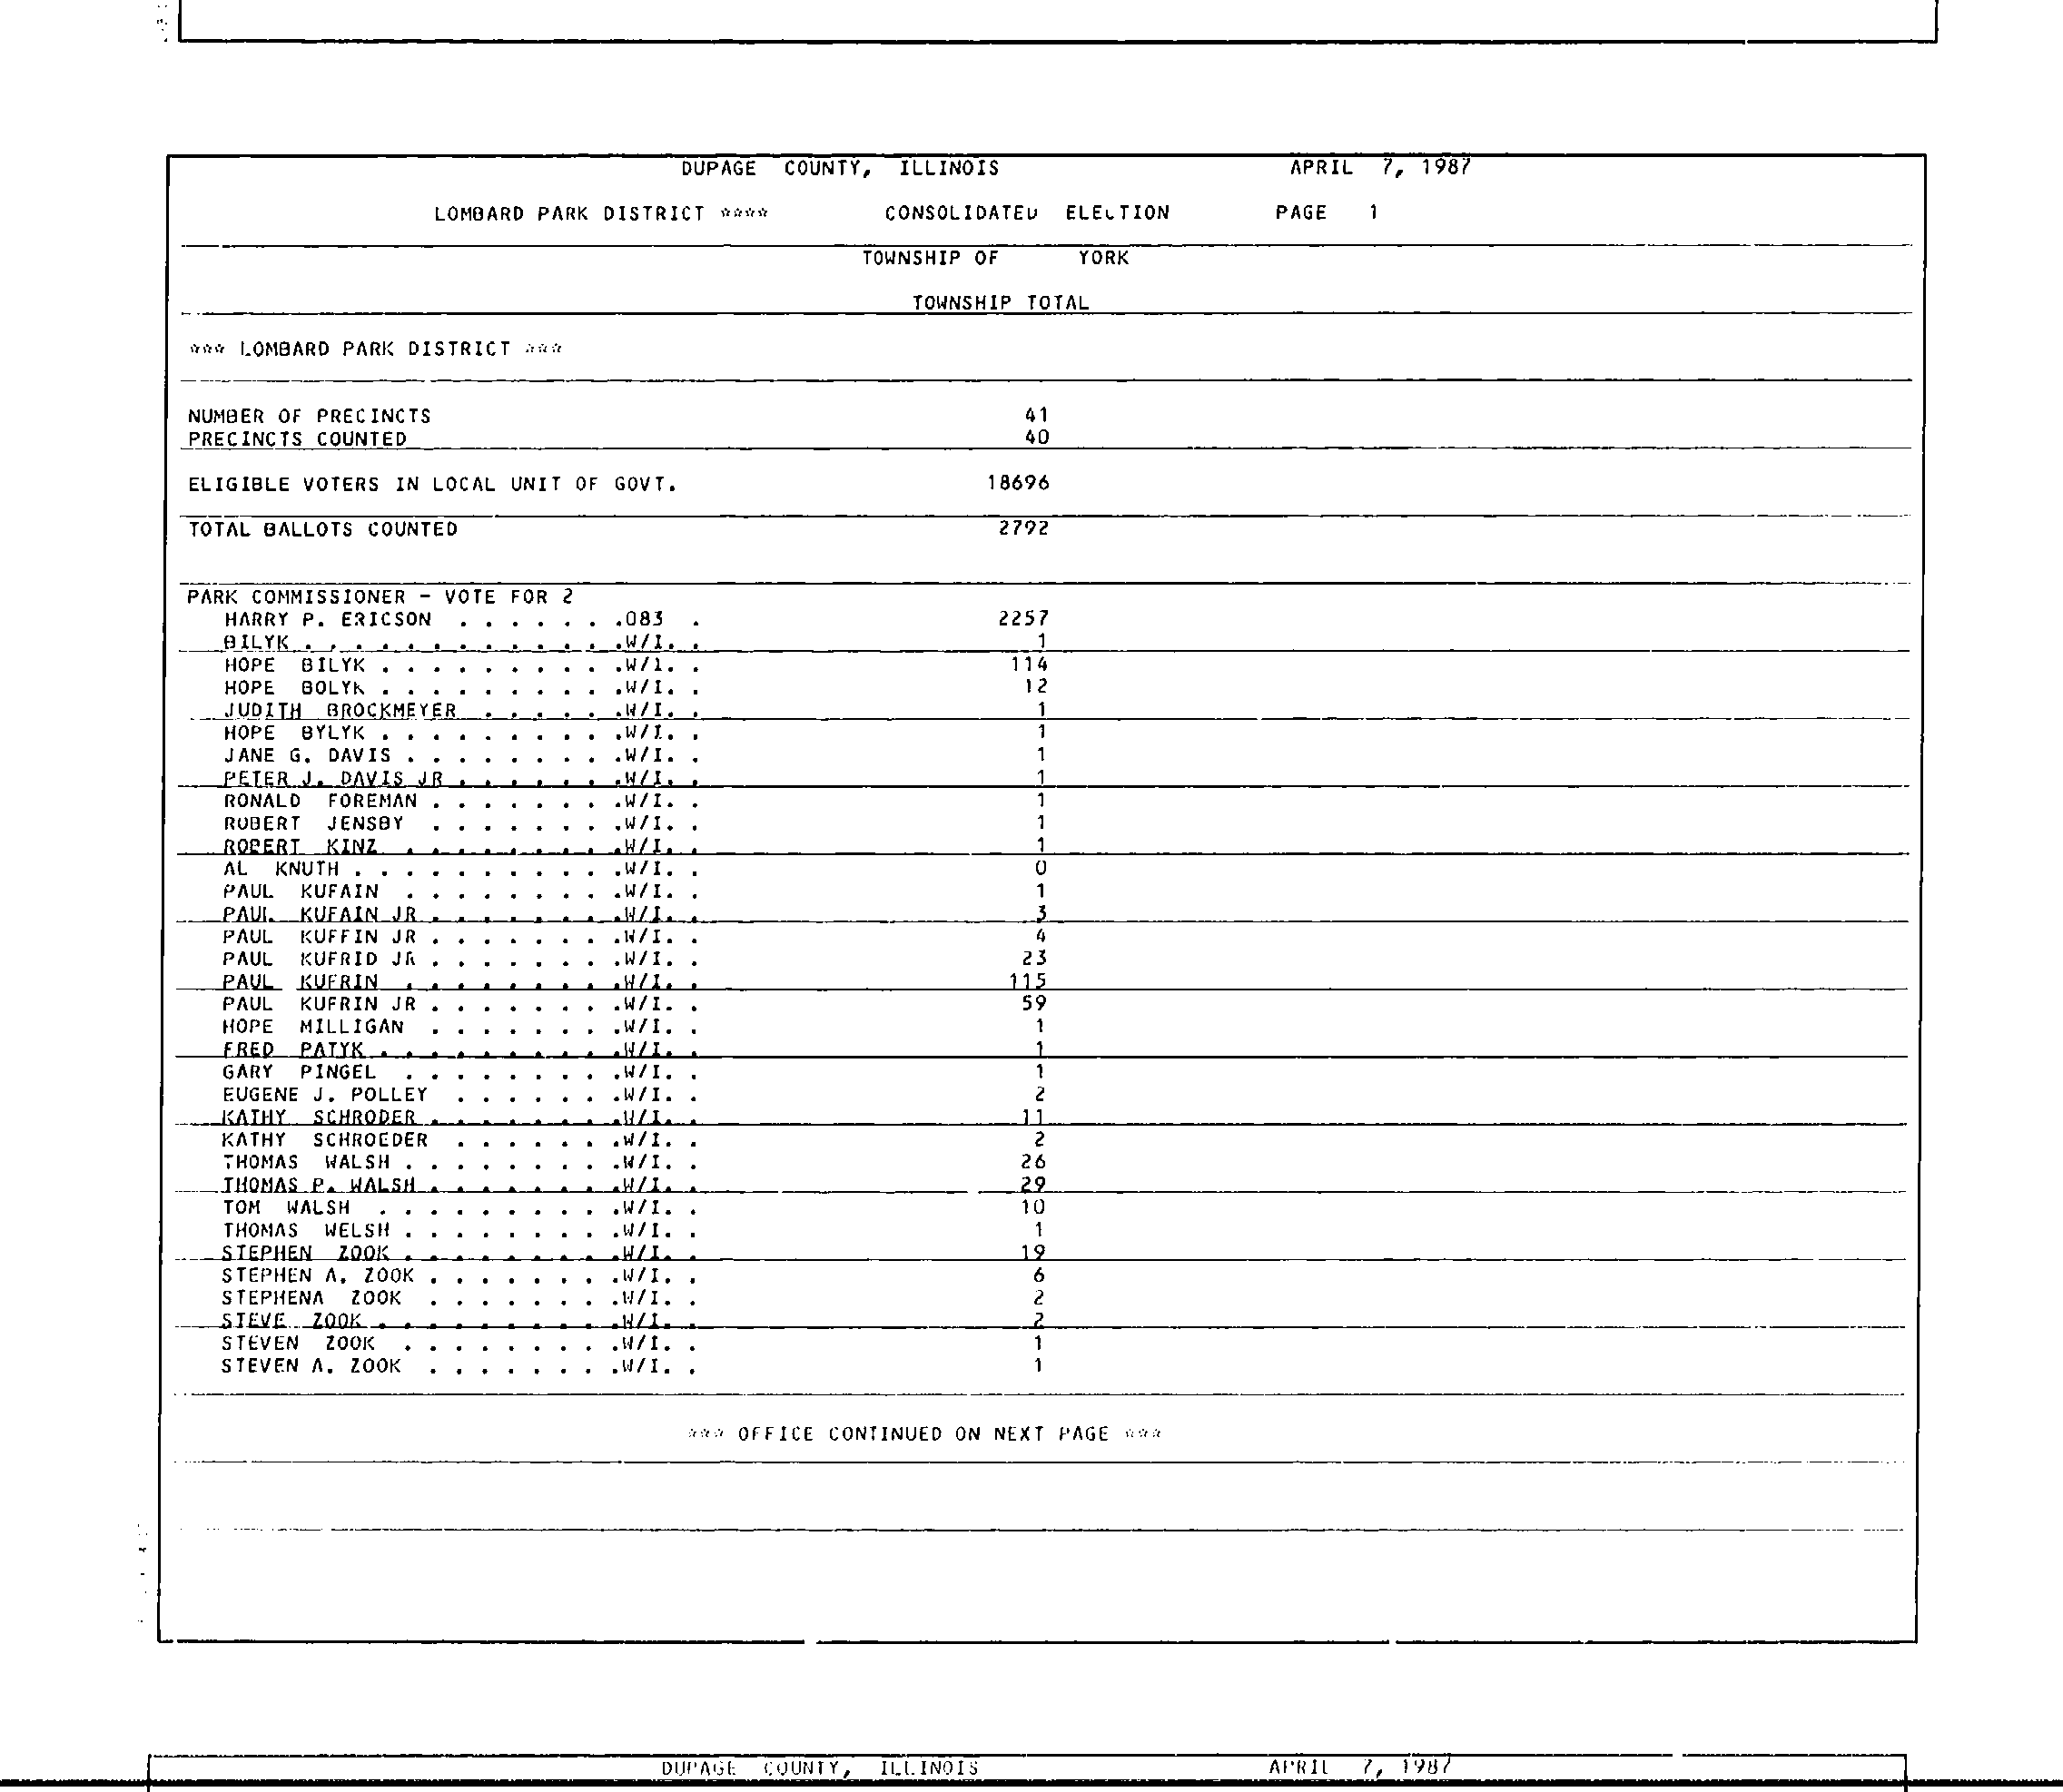 DUPAGE COUNTY, ILLINOIS APRIL 7, 1987
LOMBARD PARK DISTRICT **** CONSOLIDATED ELECTION PAGE 1
TOWNSHIP OF YORK
TOWNSHIP TOTAL
*** LOMBARD PARK DISTRICT ***
NUMBER OF PRECINCTS 41
PRECINCTS COUNTED 40
ELIGIBLE VOTERS IN LOCAL UNIT OF GOVT. 18696
TOTAL BALLOTS COUNTED 2792
PARK COMMISSIONER - VOTE FOR 2
HARRY P. ERICSON . . . . . . .083 . 2257
BILYK . . . . . . . . . . . . .W/I. . 1
HOPE BILYK . . . . . . . . . .W/I. . 114
HOPE BOLYK . . . . . . . . . .W/I. . 12
JUDITH BROCKMEYER . . . . . .W/I. . 1
HOPE BYLYK . . . . . . . . . .W/I. . 1
JANE G. DAVIS . . . . . . . . .W/I. . 1
PETER J. DAVIS JR . . . . . . .W/I. . 1
RONALD FOREMAN . . . . . . . .W/I. . 1
ROBERT JENSBY . . . . . . . .W/I. . 1
ROBERT KINZ . . . . . . . . .W/I. . 1
AL KNUTH . . . . . . . . . . .W/I. . 0
PAUL KUFAIN . . . . . . . . .W/I. . 1
PAUL KUFAIN JR . . . . . . . .W/I. . 3
PAUL KUFFIN JR . . . . . . . .W/I. . 4
PAUL KUFRID JR . . . . . . . .W/I. . 23
PAUL KUFRIN . . . . . . . . .W/I. . 115
PAUL KUFRIN JR . . . . . . . .W/I. . 59
HOPE MILLIGAN . . . . . . . .W/I. . 1
FRED PATYK . . . . . . . . . .W/I. . 1
GARY PINGEL . . . . . . . . .W/I. . 1
EUGENE J. POLLEY . . . . . . .W/I. . 2
KATHY SCHRODER . . . . . . . .W/I. . 11
KATHY SCHROEDER . . . . . . .W/I. . 2
THOMAS WALSH . . . . . . . . .W/I. . 26
THOMAS P. WALSH . . . . . . . .W/I. . 29
TOM WALSH . . . . . . . . . .W/I. . 10
THOMAS WELSH . . . . . . . . .W/I. . 1
STEPHEN ZOOK . . . . . . . . .W/I. . 19
STEPHEN A. ZOOK . . . . . . . .W/I. . 6
STEPHENA ZOOK . . . . . . . .W/I. . 2
STEVE ZOOK . . . . . . . . . .W/I. . 2
STEVEN ZOOK . . . . . . . . .W/I. . 1
STEVEN A. ZOOK . . . . . . . .W/I. . 1
*** OFFICE CONTINUED ON NEXT PAGE ***
DUPAGE COUNTY, ILLINOIS APRIL 7, 1987